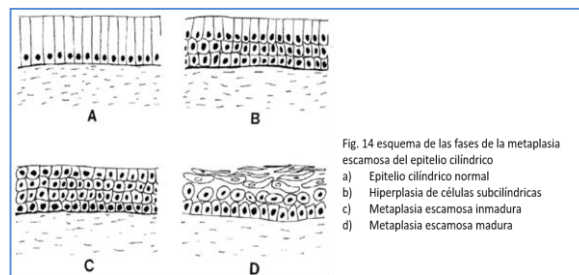 A
B
C
D
Fig. 14 esquema de las fases de la metaplasia
escamosa del epitelio cilíndrico
a) Epitelio cilíndrico normal
b) Hiperplasia de células subcilíndricas
c) Metaplasia escamosa inmadura
d) Metaplasia escamosa madura